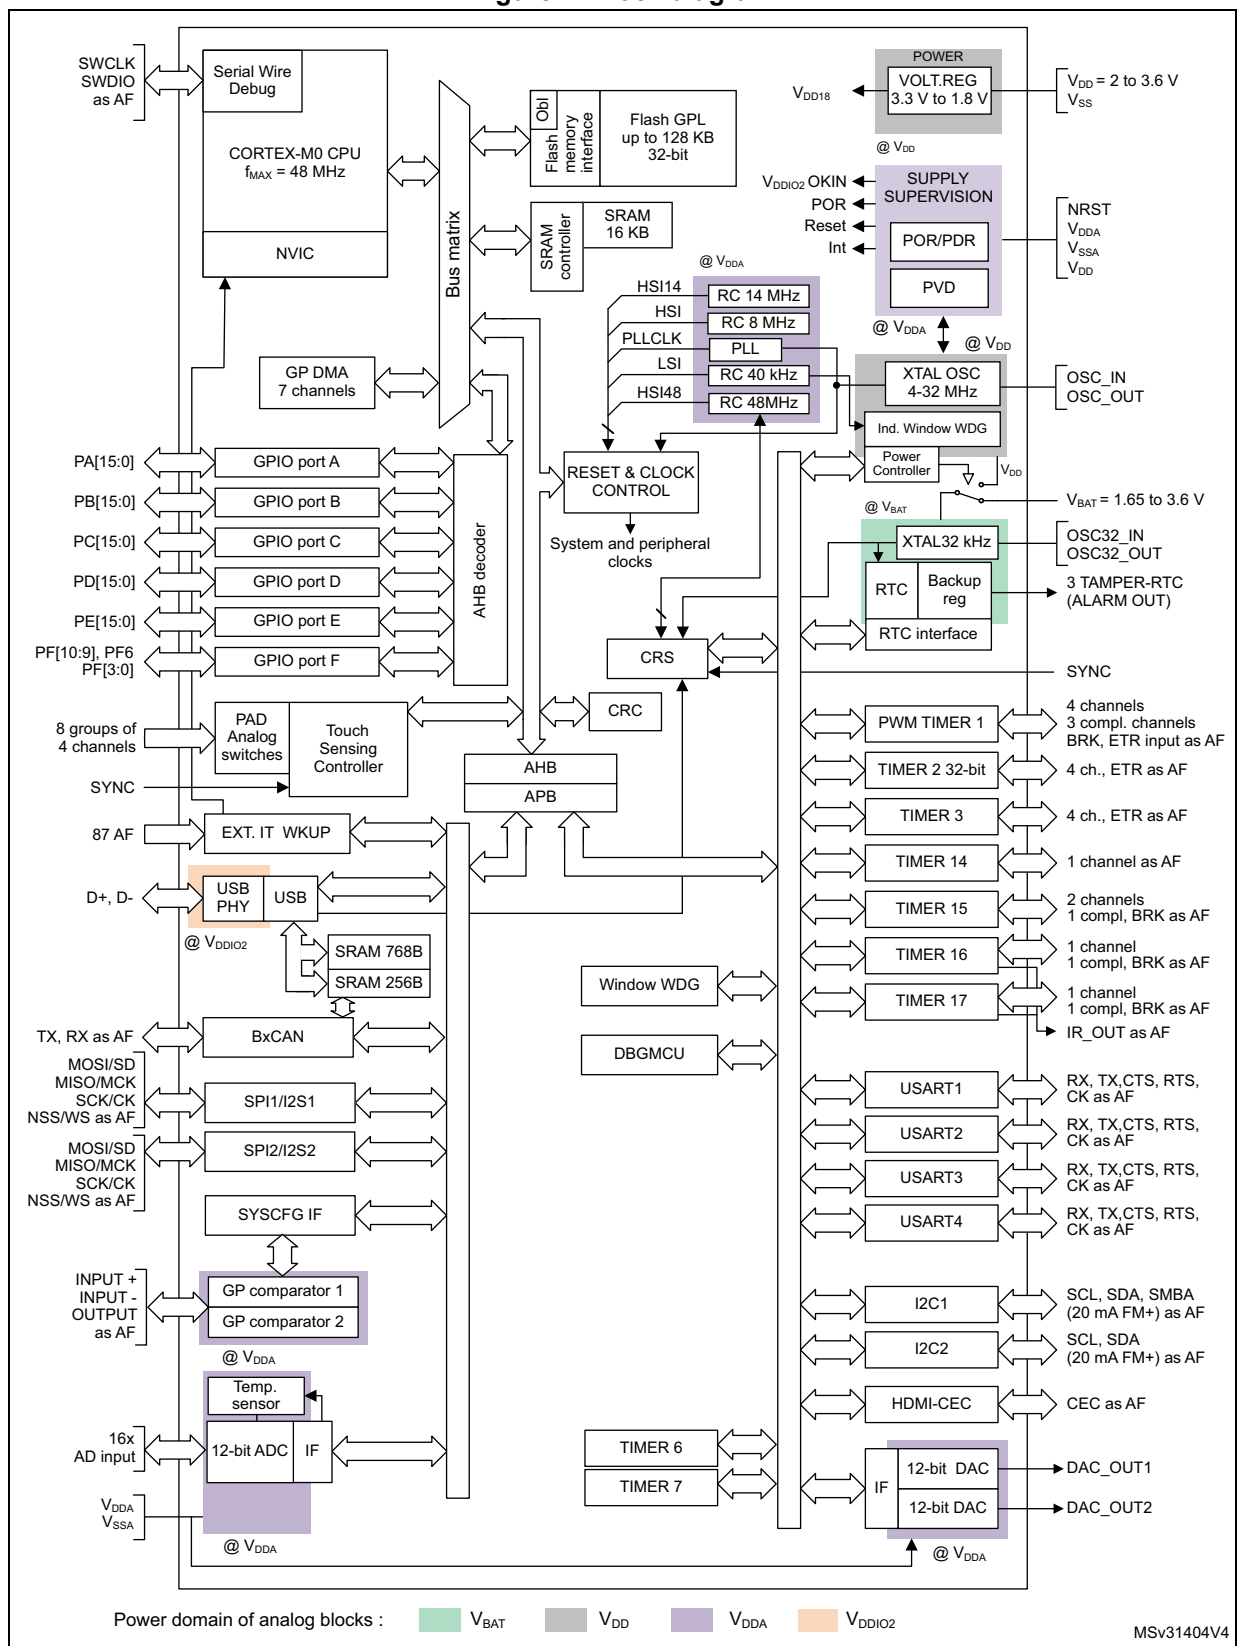 SWCLK
SWDIO
as AF
Serial Wire
Debug
CORTEX-M0 CPU
fMAX = 48 MHz
NVIC
Bus matrix
Obl
Flash
memory
interface
Flash GPL
up to 128 KB
32-bit
SRAM
controller
SRAM
16 KB
POWER
VOLT.REG
3.3 V to 1.8 V
VDD18
VDD = 2 to 3.6 V
VSS
@ VDD
VDDIO2 OKIN
POR
Reset
Int
SUPPLY
SUPERVISION
POR/PDR
PVD
NRST
VDDA
VSSA
VDD
@ VDDA
@ VDD
@ VDDA
HSI14
HSI
PLLCLK
LSI
HSI48
RC 14 MHz
RC 8 MHz
PLL
RC 40 kHz
RC 48MHz
XTAL OSC
4-32 MHz
OSC_IN
OSC_OUT
Ind. Window WDG
Power
Controller
VDD
@ VBAT
VBAT = 1.65 to 3.6 V
XTAL32 kHz
OSC32_IN
OSC32_OUT
RTC
Backup
reg
RTC interface
3 TAMPER-RTC
(ALARM OUT)
GP DMA
7 channels
RESET & CLOCK
CONTROL
System and peripheral
clocks
PA[15:0]
GPIO port A
PB[15:0]
GPIO port B
PC[15:0]
GPIO port C
PD[15:0]
GPIO port D
PE[15:0]
GPIO port E
PF[10:9], PF6
PF[3:0]
GPIO port F
AHB decoder
CRS
SYNC
8 groups of
4 channels
PAD
Analog
switches
Touch
Sensing
Controller
SYNC
CRC
AHB
APB
87 AF
EXT. IT WKUP
D+, D-
USB
PHY
USB
@ VDDIO2
SRAM 768B
SRAM 256B
TX, RX as AF
BxCAN
MOSI/SD
MISO/MCK
SCK/CK
NSS/WS as AF
SPI1/I2S1
MOSI/SD
MISO/MCK
SCK/CK
NSS/WS as AF
SPI2/I2S2
SYSCFG IF
INPUT +
INPUT -
OUTPUT
as AF
GP comparator 1
GP comparator 2
@ VDDA
Temp.
sensor
16x
AD input
12-bit ADC
IF
VDDA
VSSA
@ VDDA
Window WDG
DBGMCU
TIMER 6
TIMER 7
PWM TIMER 1
4 channels
3 compl. channels
BRK, ETR input as AF
TIMER 2 32-bit
4 ch., ETR as AF
TIMER 3
4 ch., ETR as AF
TIMER 14
1 channel as AF
TIMER 15
2 channels
1 compl, BRK as AF
TIMER 16
1 channel
1 compl, BRK as AF
TIMER 17
1 channel
1 compl, BRK as AF
IR_OUT as AF
USART1
RX, TX,CTS, RTS,
CK as AF
USART2
RX, TX,CTS, RTS,
CK as AF
USART3
RX, TX,CTS, RTS,
CK as AF
USART4
RX, TX,CTS, RTS,
CK as AF
I2C1
SCL, SDA, SMBA
(20 mA FM+) as AF
I2C2
SCL, SDA
(20 mA FM+) as AF
HDMI-CEC
CEC as AF
IF
12-bit DAC
DAC_OUT1
12-bit DAC
DAC_OUT2
@ VDDA
Power domain of analog blocks :
VBAT
VDD
VDDA
VDDIO2
MSv31404V4